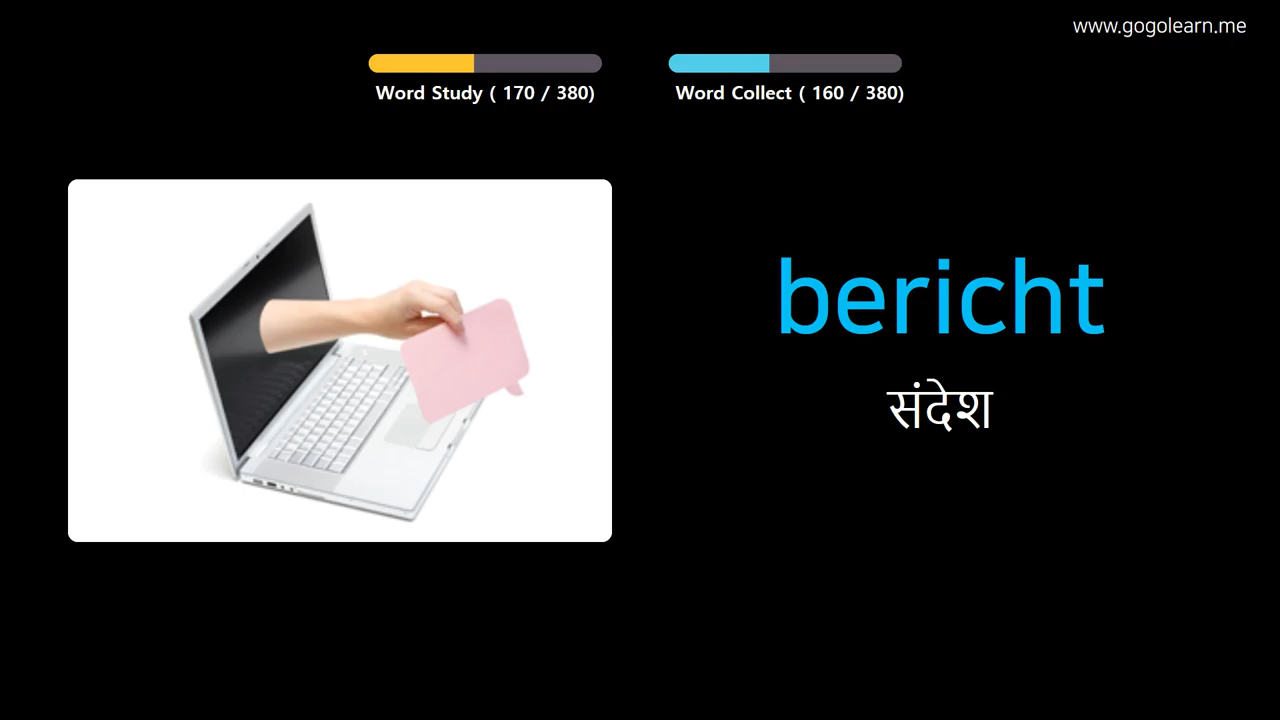 www.gogolearn.me
Word Study ( 170 / 380)
Word Collect ( 160 / 380)
bericht
संदेश